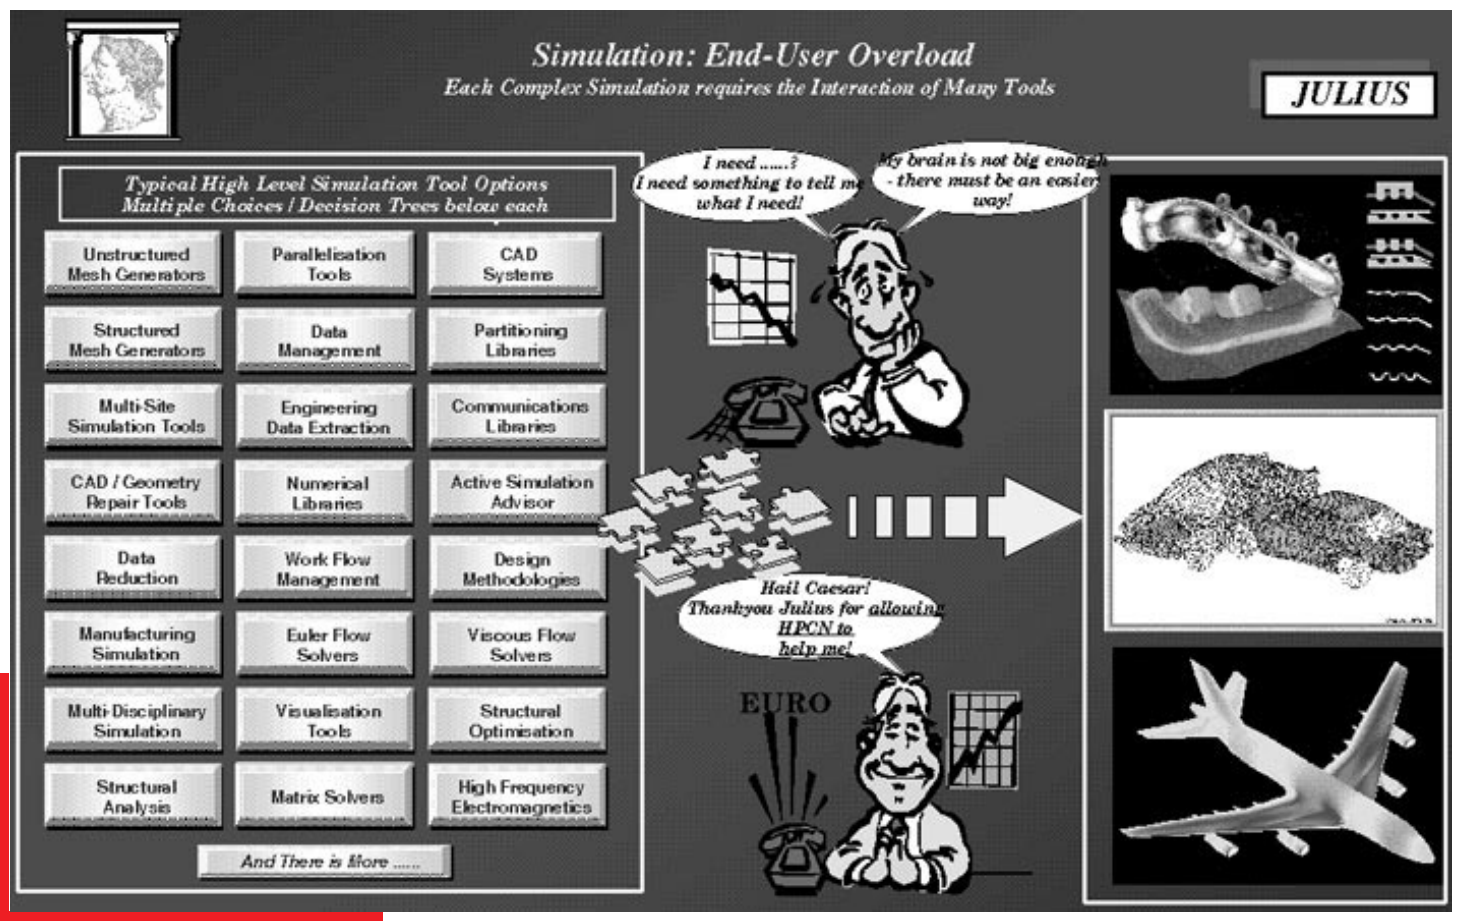 Simulation: End-User Overload
Each Complex Simulation requires the Interaction of Many Tools
JULIUS
Typical High Level Simulation Tool Options
Multiple Choices / Decision Trees below each
Unstructured
Mesh Generators
Parallelisation
Tools
CAD
Systems
Structured
Mesh Generators
Data
Management
Partitioning
Libraries
Multi-Site
Simulation Tools
Engineering
Data Extraction
Communications
Libraries
CAD / Geometry
Repair Tools
Numerical
Libraries
Active Simulation
Advisor
Data
Reduction
Work Flow
Management
Design
Methodologies
Manufacturing
Simulation
Euler Flow
Solvers
Viscous Flow
Solvers
Multi-Disciplinary
Simulation
Visualisation
Tools
Structural
Optimisation
Structural
Analysis
Matrix Solvers
High Frequency
Electromagnetics
And There is More ......
I need ......?
I need something to tell me
what I need!
My brain is not big enough
- there must be an easier
way!
Hail Caesar!
Thankyou Julius for allowing
HPCN to
help me!
EURO